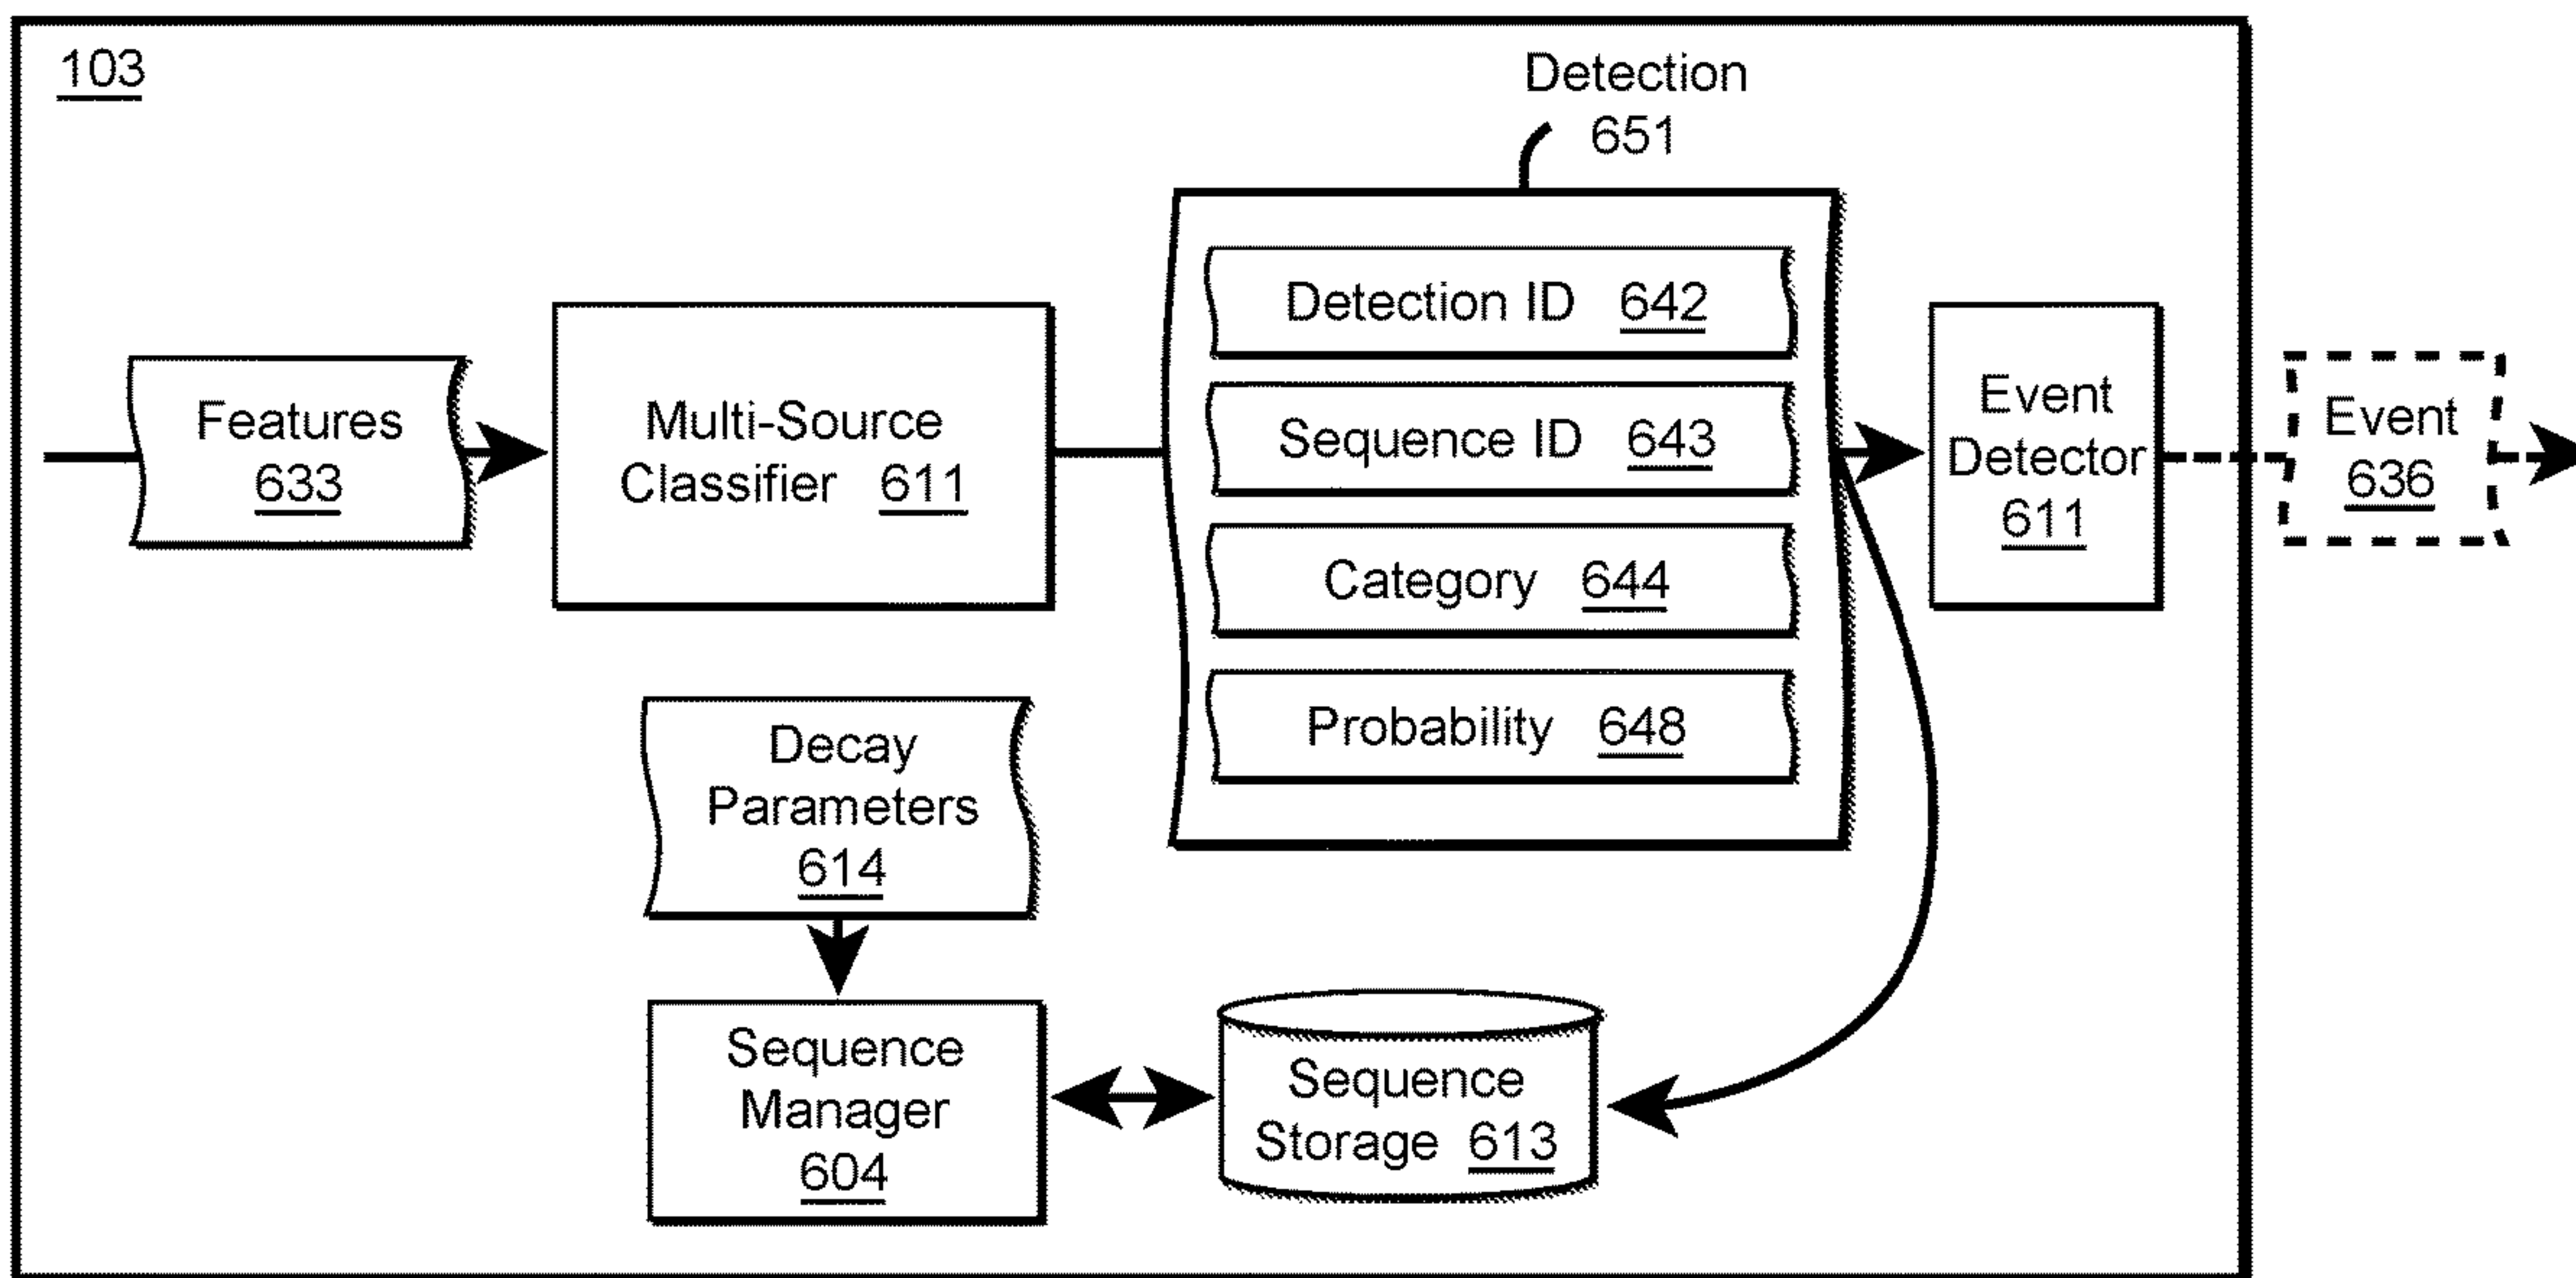 103
Detection
651
Detection ID 642
Sequence ID 643
Category 644
Probability 648
Features
633
Multi-Source
Classifier 611
Event
Detector
611
Event
636
Decay
Parameters
614
Sequence
Manager
604
Sequence
Storage 613